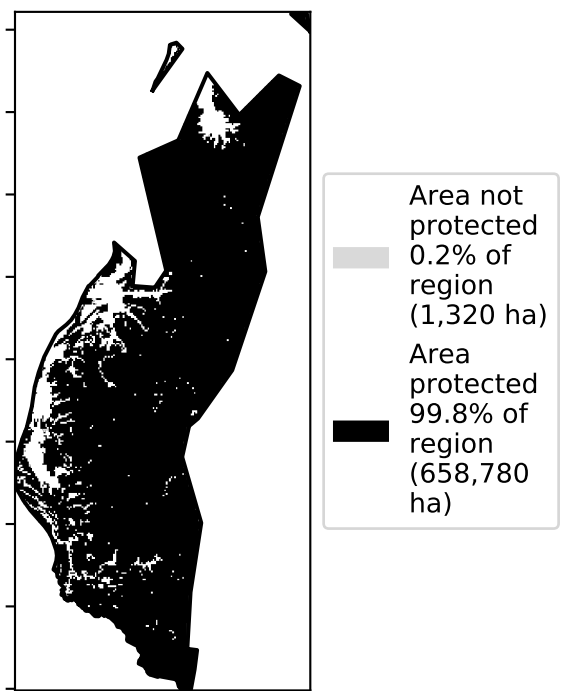 Area not
protected
0.2% of
region
(1,320 ha)
Area
protected
99.8% of
region
(658,780
ha)